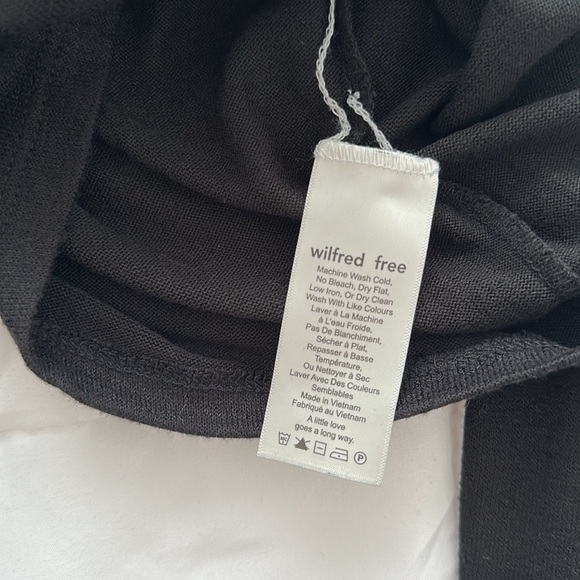 wilfred free
Machine Wash Cold,
No Bleach, Dry Flat,
Low Iron, Or Dry Clean
Wash With Like Colours
Laver à La Machine
à L'eau Froide,
Pas De Blanchiment,
Sécher à Plat,
Repasser à Basse
Température,
Ou Nettoyer à Sec
Laver Avec Des Couleurs
Semblables
Made in Vietnam
Fabriqué au Vietnam
A little love
goes a long way.
P